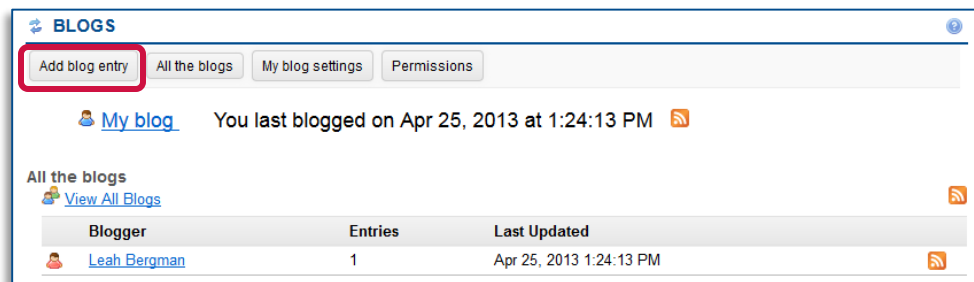 BLOGS
Add blog entry All the blogs My blog settings Permissions
My blog You last blogged on Apr 25, 2013 at 1:24:13 PM
All the blogs
View All Blogs
Blogger Entries Last Updated
Leah Bergman 1 Apr 25, 2013 1:24:13 PM